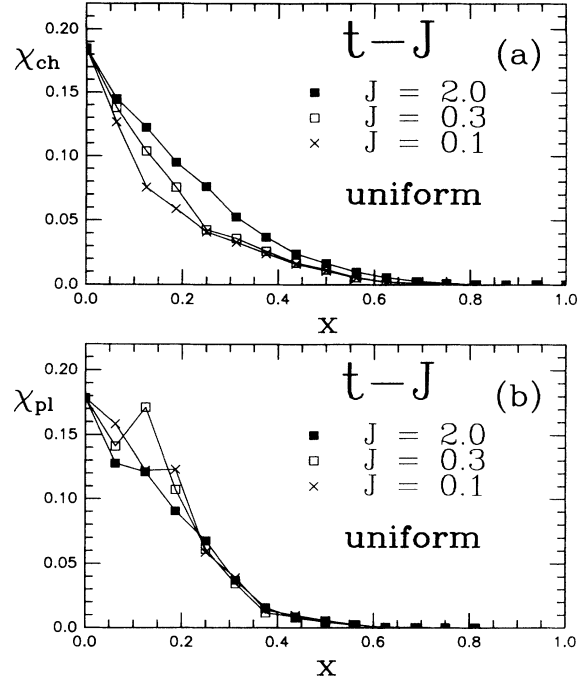 0.20
0.15
0.10
0.05
0.0
χch
t-J
(a)
■ J = 2.0
□ J = 0.3
× J = 0.1
uniform
0.0 0.2 0.4 0.6 0.8 1.0
x
0.20
0.15
0.10
0.05
0.0
χpl
t-J
(b)
■ J = 2.0
□ J = 0.3
× J = 0.1
uniform
0.0 0.2 0.4 0.6 0.8 1.0
x